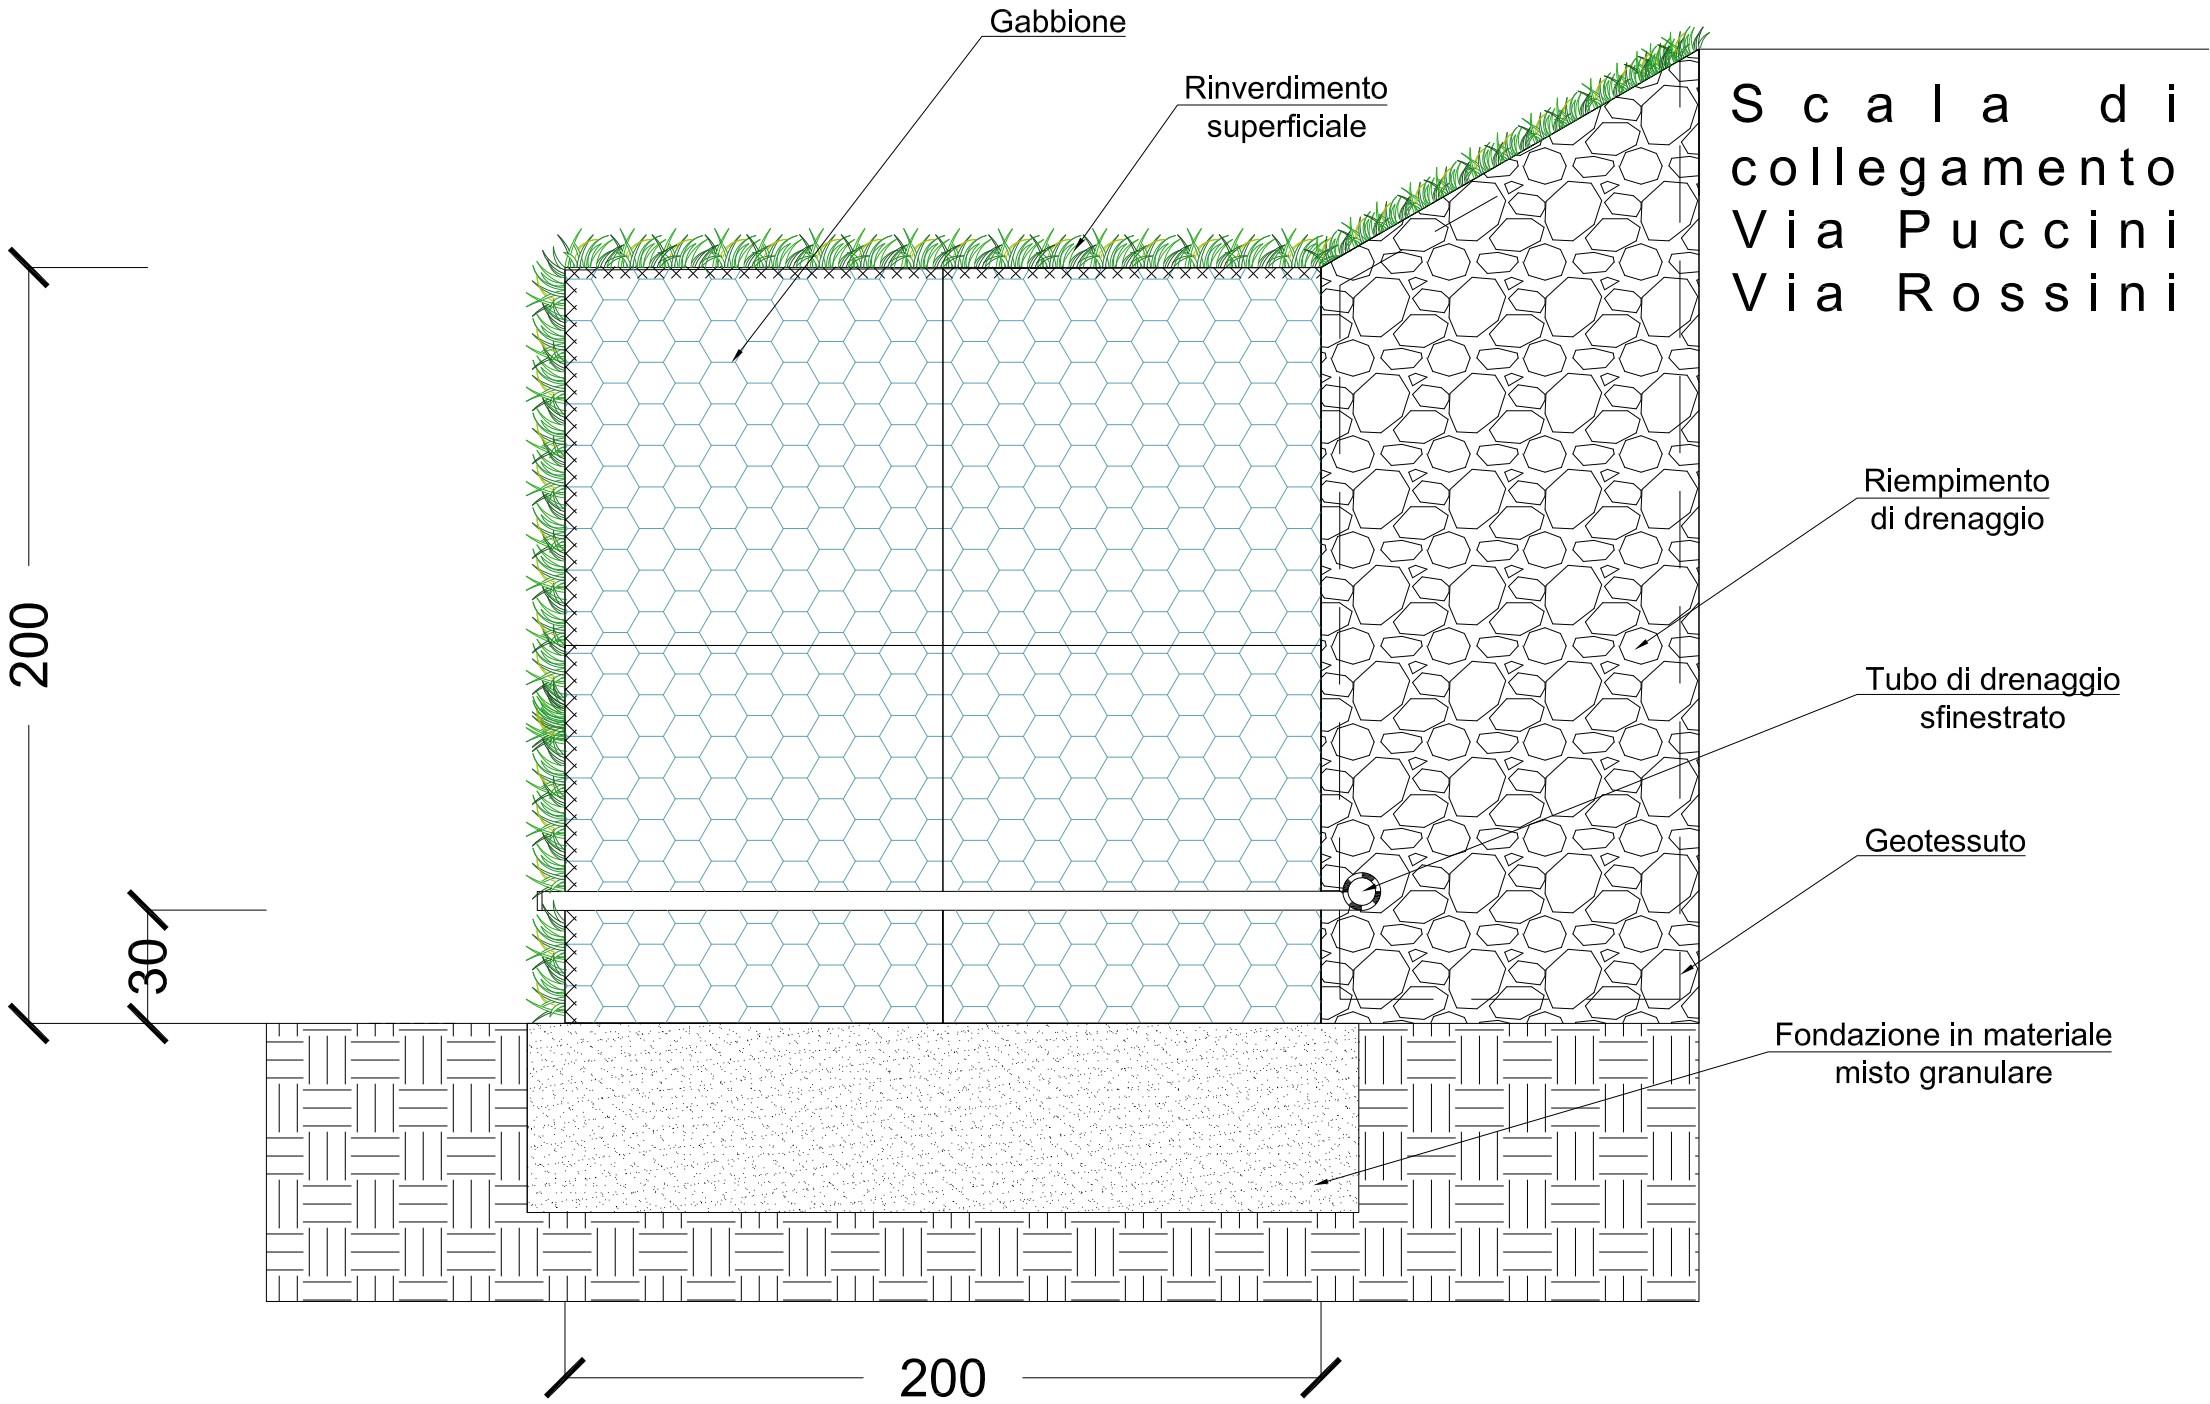 Gabbione
Rinverdimento
superficiale
Scala di
collegamento
Via Puccini
Via Rossini
Riempimento
di drenaggio
200
Tubo di drenaggio
sfinestrato
Geotessuto
30
Fondazione in materiale
misto granulare
200